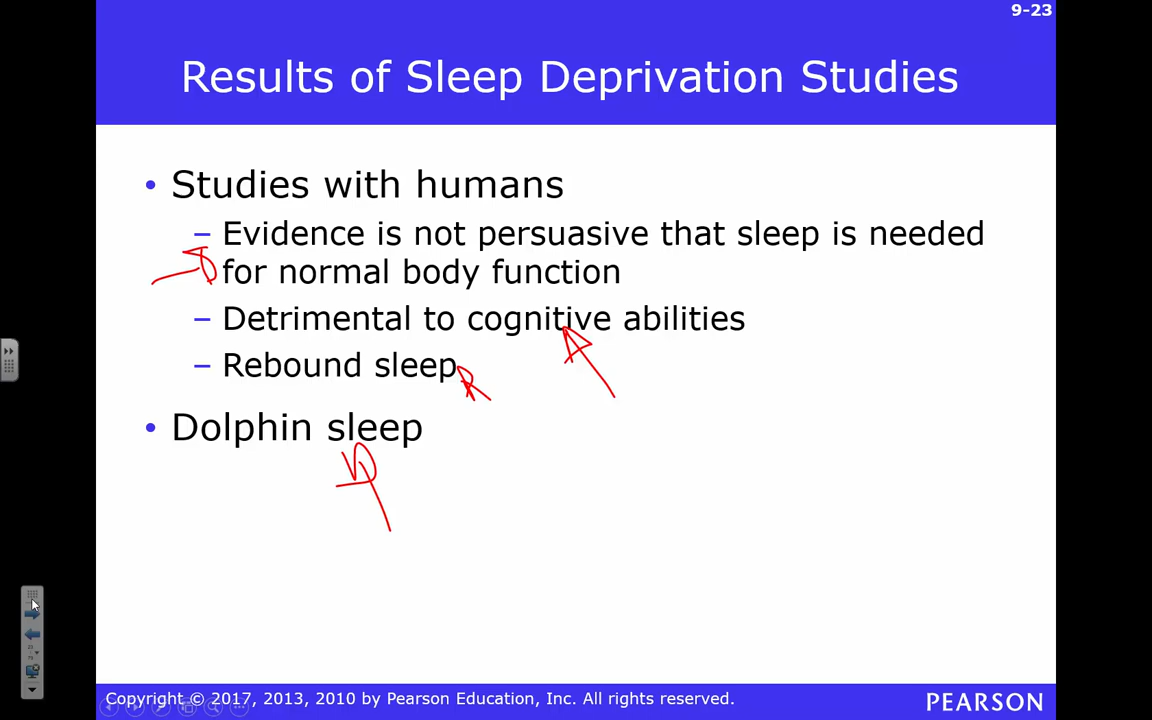 9-23
Results of Sleep Deprivation Studies
• Studies with humans
– Evidence is not persuasive that sleep is needed
for normal body function
– Detrimental to cognitive abilities
– Rebound sleep
• Dolphin sleep
Copyright © 2017, 2013, 2010 by Pearson Education, Inc. All rights reserved.
PEARSON